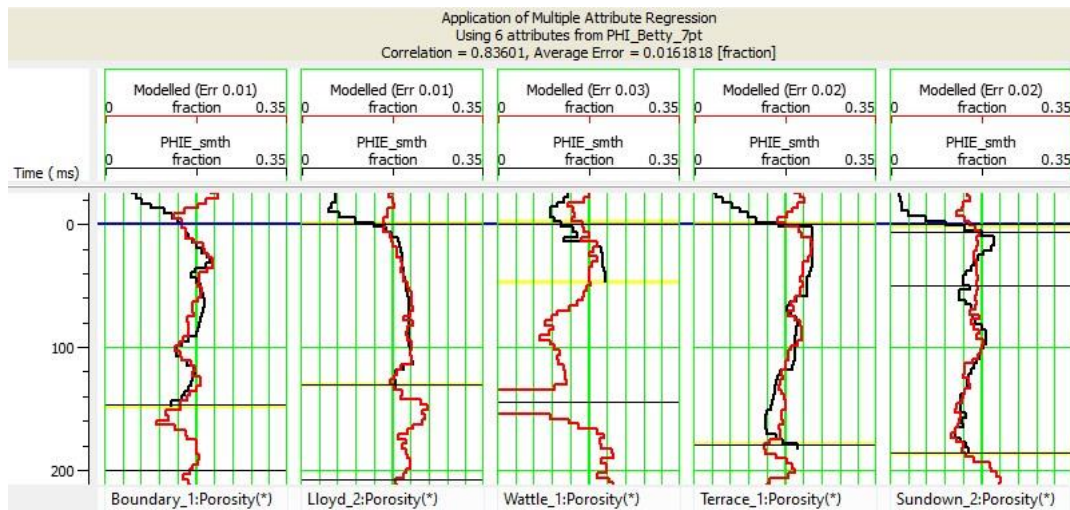 Application of Multiple Attribute Regression
Using 6 attributes from PHI_Betty_7pt
Correlation = 0.83601, Average Error = 0.0161818 [fraction]
Modelled (Err 0.01) Modelled (Err 0.01) Modelled (Err 0.03) Modelled (Err 0.02) Modelled (Err 0.02)
0 fraction 0.35 0 fraction 0.35 0 fraction 0.35 0 fraction 0.35 0 fraction 0.35
PHIE_smth PHIE_smth PHIE_smth PHIE_smth PHIE_smth
Time (ms) 0 fraction 0.35 0 fraction 0.35 0 fraction 0.35 0 fraction 0.35 0 fraction 0.35
0
100
200
Boundary_1:Porosity(*) Lloyd_2:Porosity(*) Wattle_1:Porosity(*) Terrace_1:Porosity(*) Sundown_2:Porosity(*)